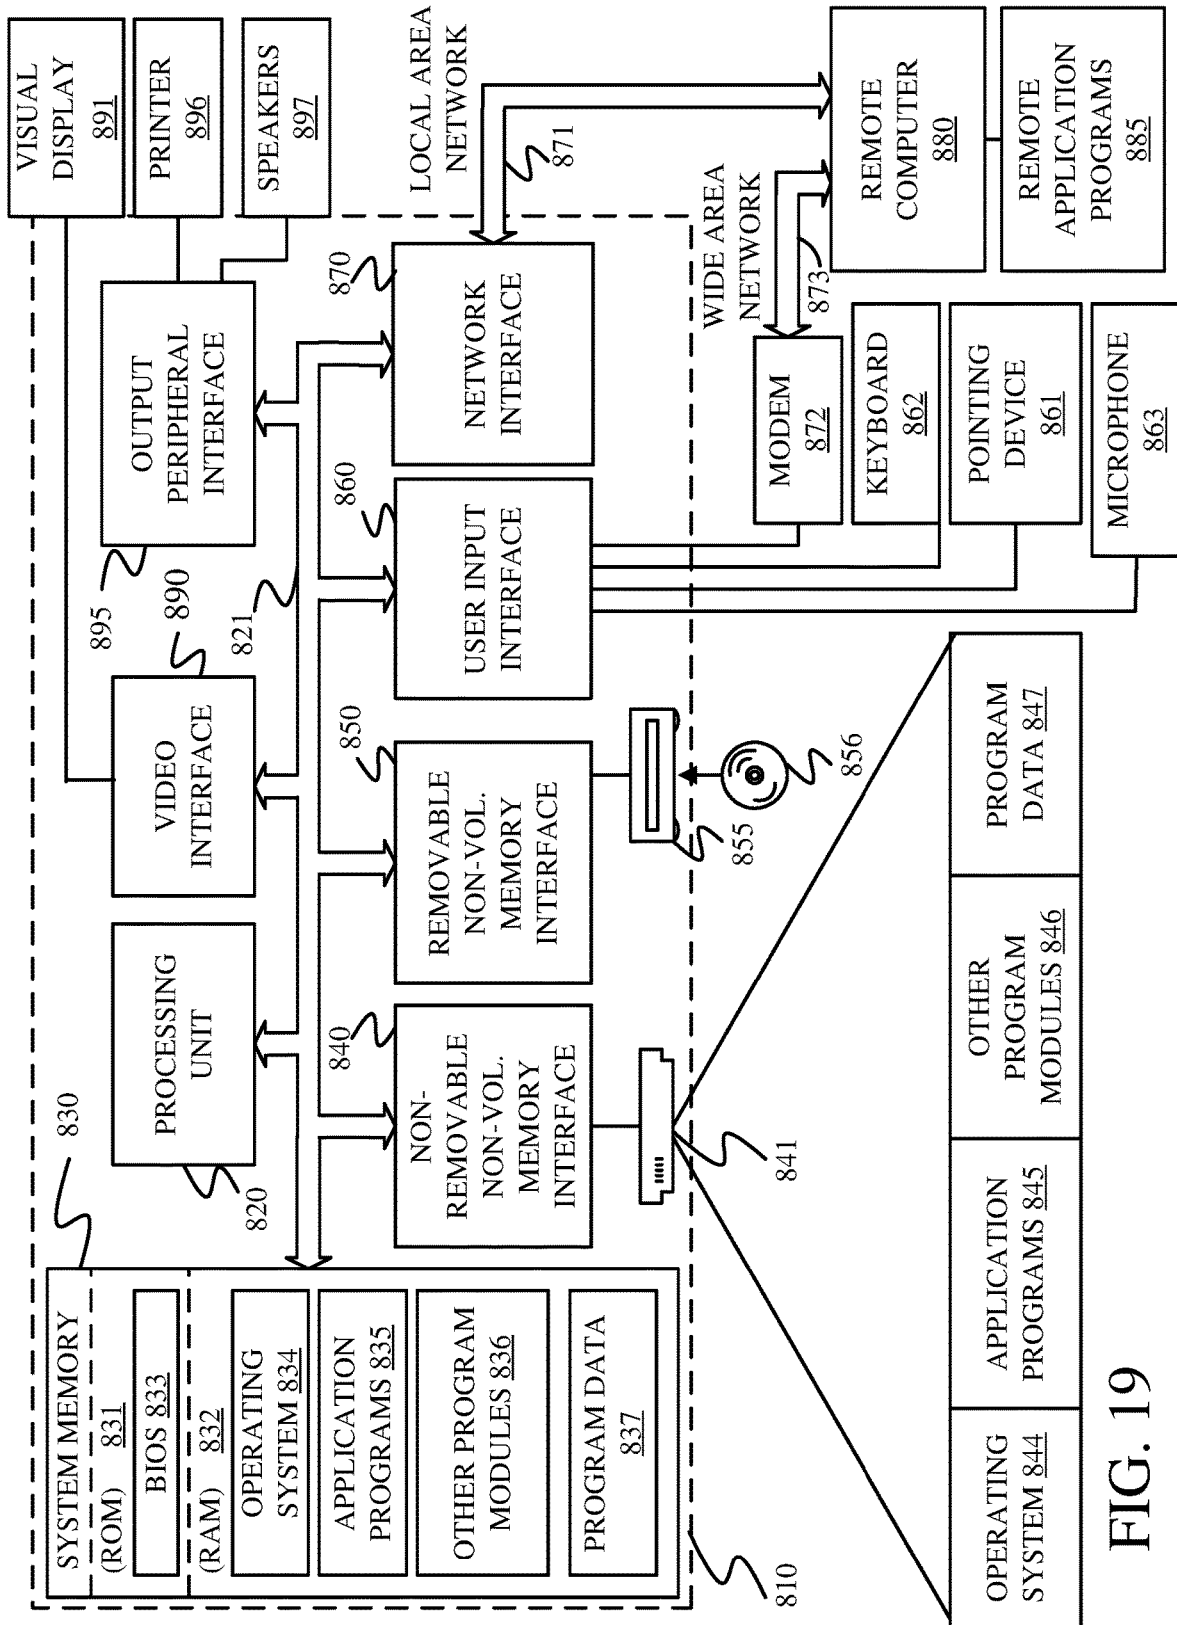 830
SYSTEM MEMORY
(ROM) 831
BIOS 833
(RAM) 832
OPERATING
SYSTEM 834
APPLICATION
PROGRAMS 835
OTHER PROGRAM
MODULES 836
PROGRAM DATA
837
810
820
PROCESSING
UNIT
VIDEO
INTERFACE
890
895
OUTPUT
PERIPHERAL
INTERFACE
821
VISUAL
DISPLAY
891
PRINTER
896
SPEAKERS
897
840
NON-
REMOVABLE
NON-VOL.
MEMORY
INTERFACE
850
REMOVABLE
NON-VOL.
MEMORY
INTERFACE
860
USER INPUT
INTERFACE
870
NETWORK
INTERFACE
LOCAL AREA
NETWORK
871
841
855
856
WIDE AREA
NETWORK
873
MODEM
872
KEYBOARD
862
POINTING
DEVICE
861
MICROPHONE
863
REMOTE
COMPUTER
880
REMOTE
APPLICATION
PROGRAMS
885
OPERATING
SYSTEM 844
APPLICATION
PROGRAMS 845
OTHER
PROGRAM
MODULES 846
PROGRAM
DATA 847
FIG. 19